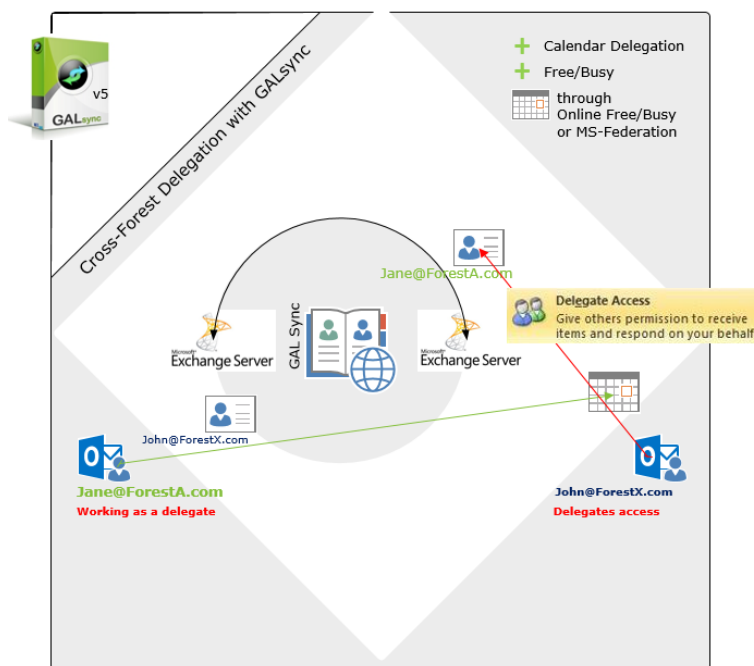 v5
GALsync
Cross-Forest Delegation with GALsync
Calendar Delegation
Free/Busy
through
Online Free/Busy
or MS-Federation
Jane@ForestA.com
Delegate Access
Give others permission to receive
items and respond on your behalf
GAL Sync
Microsoft
Exchange Server
Microsoft
Exchange Server
John@ForestX.com
Jane@ForestA.com
Working as a delegate
John@ForestX.com
Delegates access